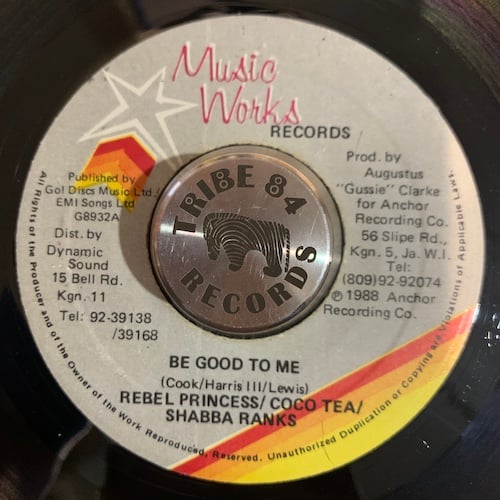 Music
Works
RECORDS
Published by
Go! Discs Music Ltd./
EMI Songs Ltd
G8932A
Dist. by
Dynamic
Sound
15 Bell Rd.
Kgn. 11
Tel: 92-39138
/39168
TRIBE 84
RECORDS
Prod. by
Augustus
"Gussie" Clarke
for Anchor
Recording Co.
56 Slipe Rd.,
Kgn. 5, Ja. W.I.
Tel:
(809)92-92074
℗ 1988 Anchor
Recording Co.
BE GOOD TO ME
(Cook/Harris III/Lewis)
REBEL PRINCESS/ COCO TEA/
SHABBA RANKS
All Rights of the Producer and of the Owner of the Work Reproduced, Reserved. Unauthorized Duplication or Copying are Violations of Applicable Laws.